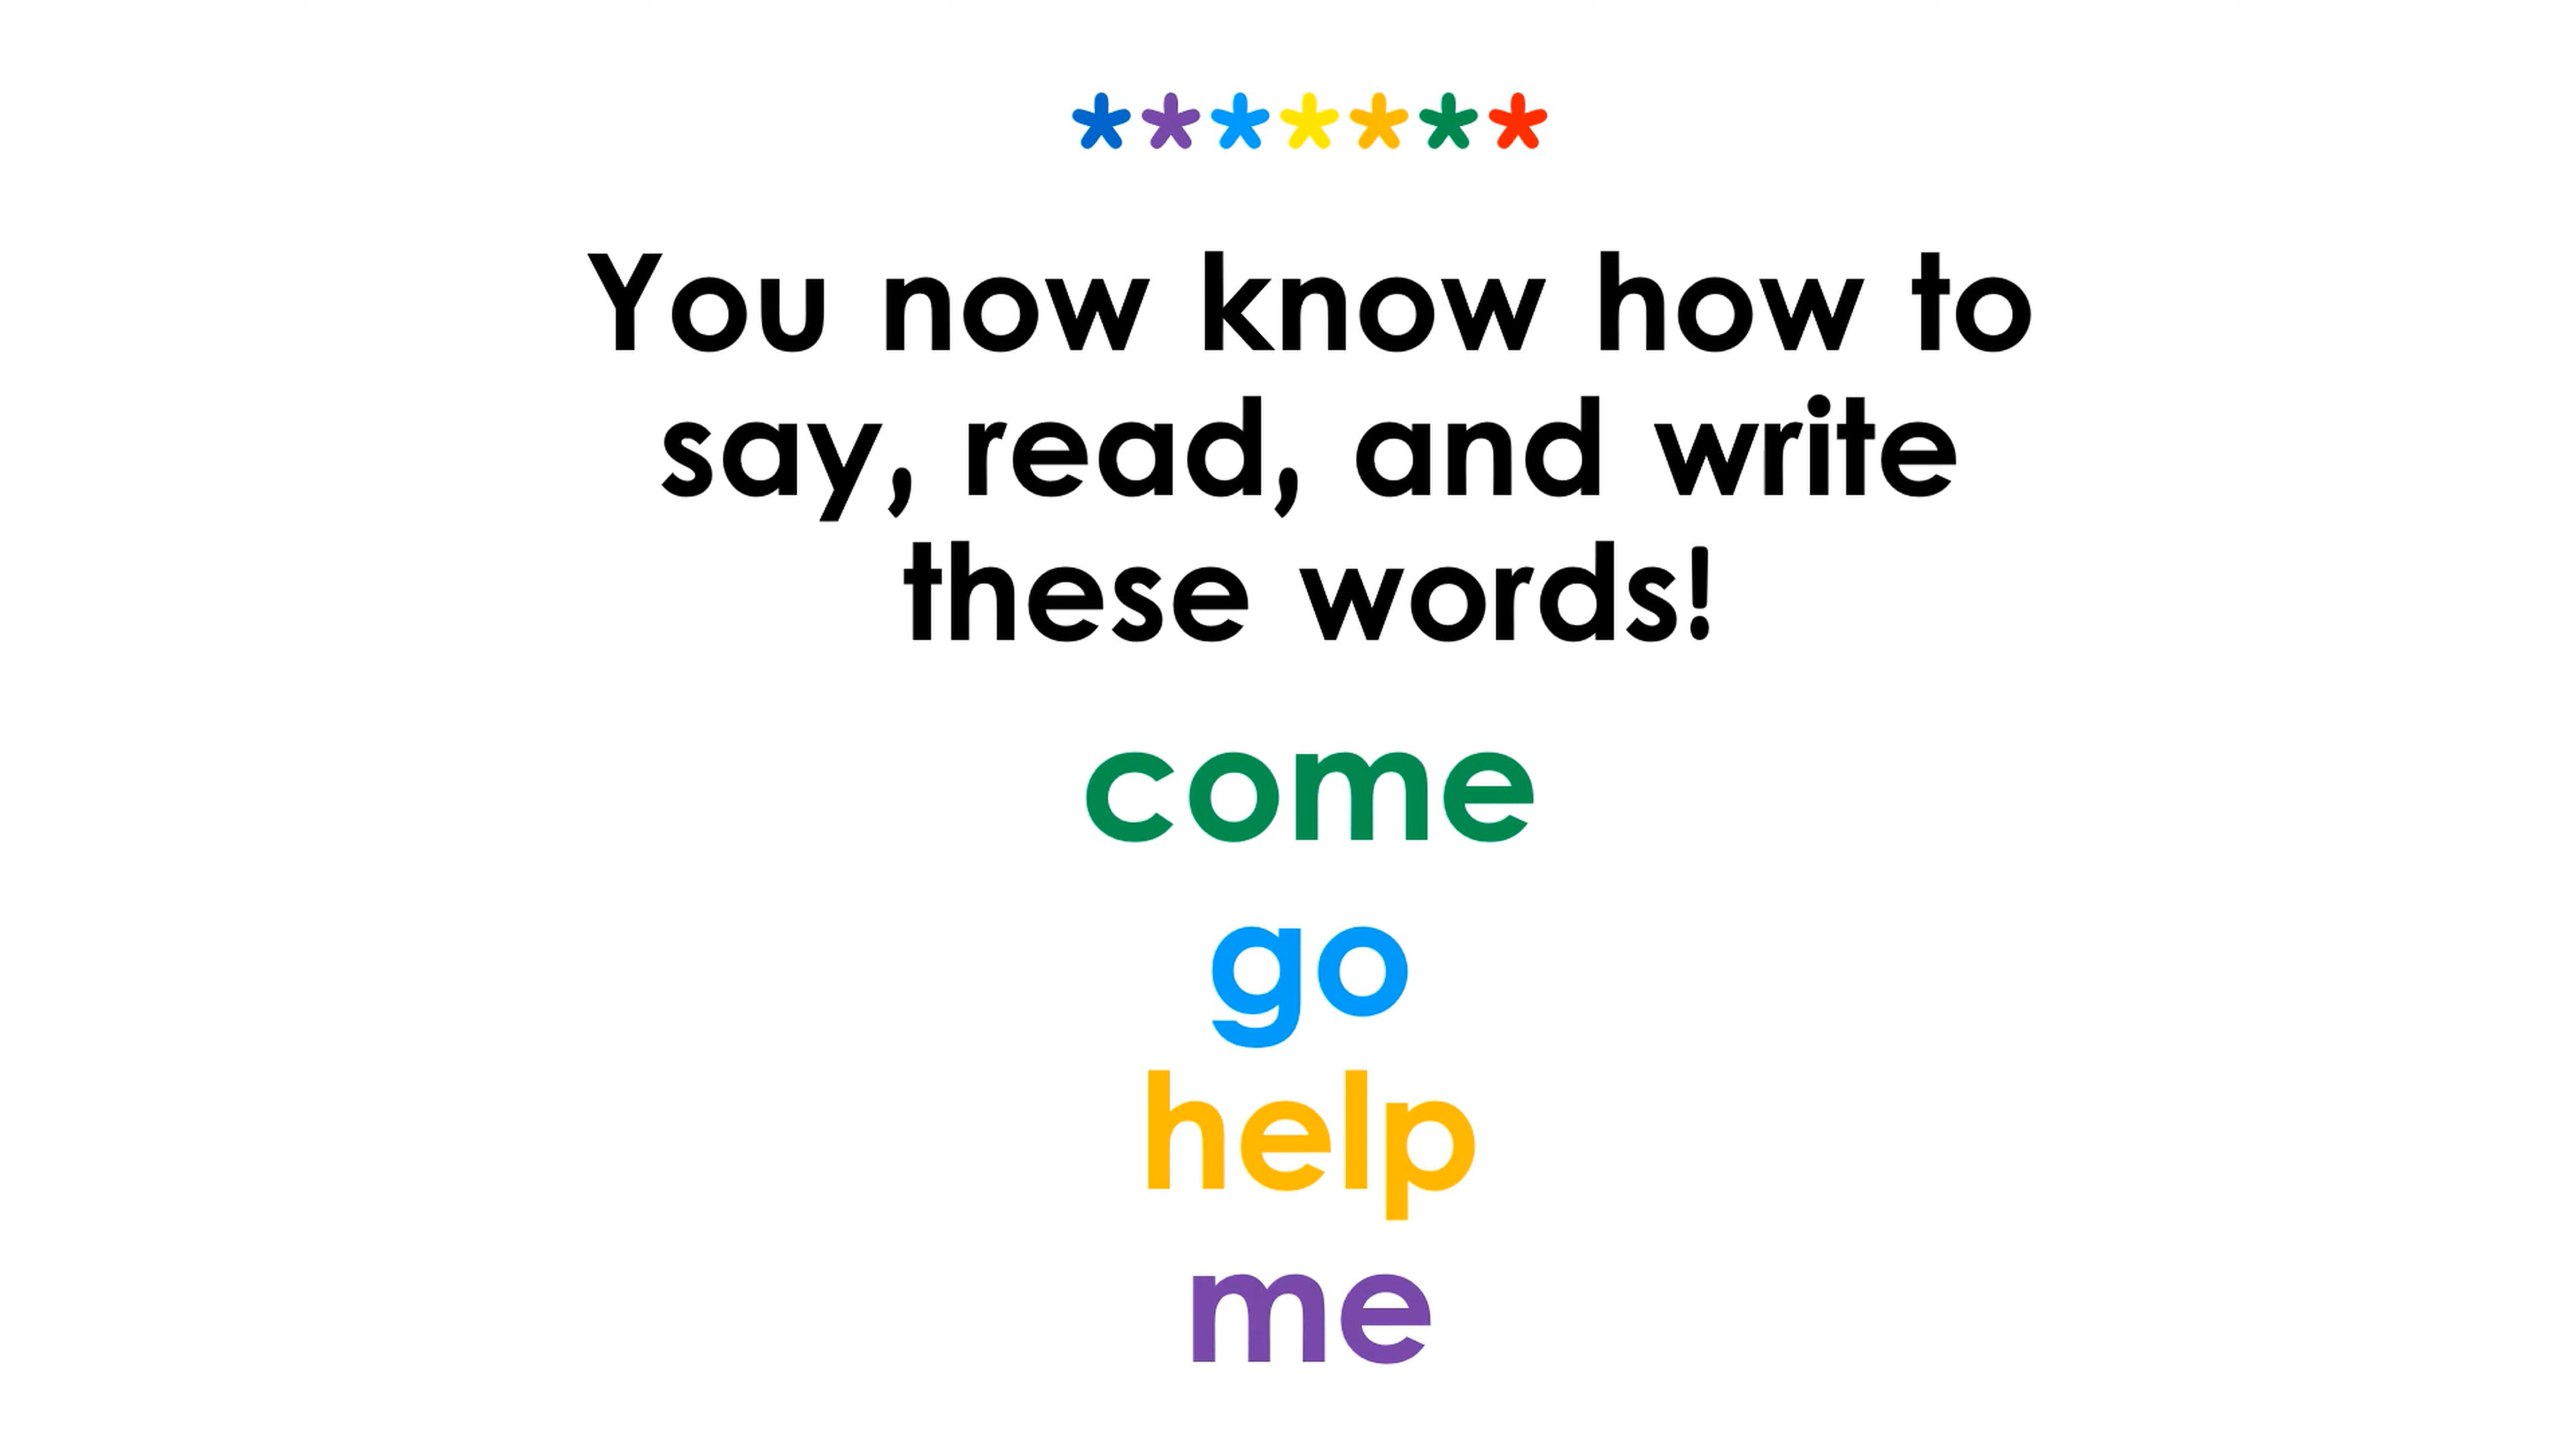 *******
You now know how to
say, read, and write
these words!
come
go
help
me